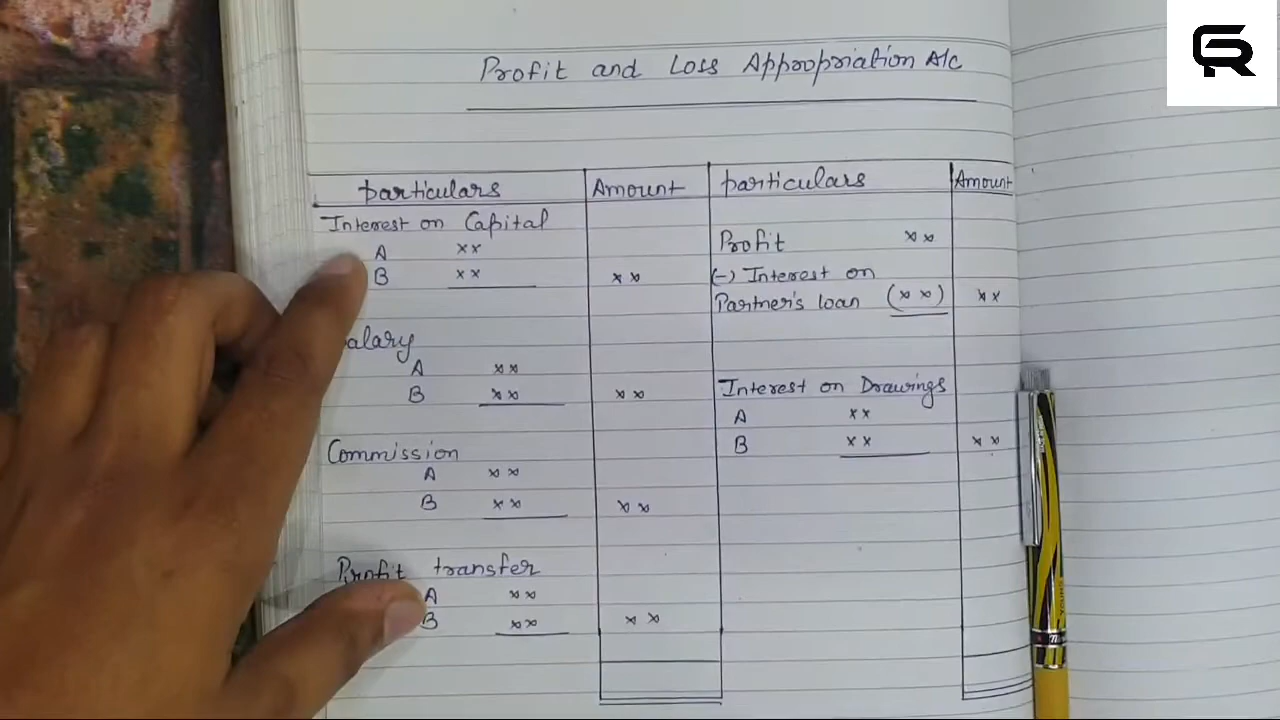 Profit and Loss Appropriation A/c
particulars Amount particulars Amount
Interest on Capital
A xx
B xx xx
alary
A xx
B xx xx
Commission
A xx
B xx xx
Profit transfer
A xx
B xx xx
Profit xx
(-) Interest on
Partner's loan (xx) xx
Interest on Drawings
A xx
B xx xx